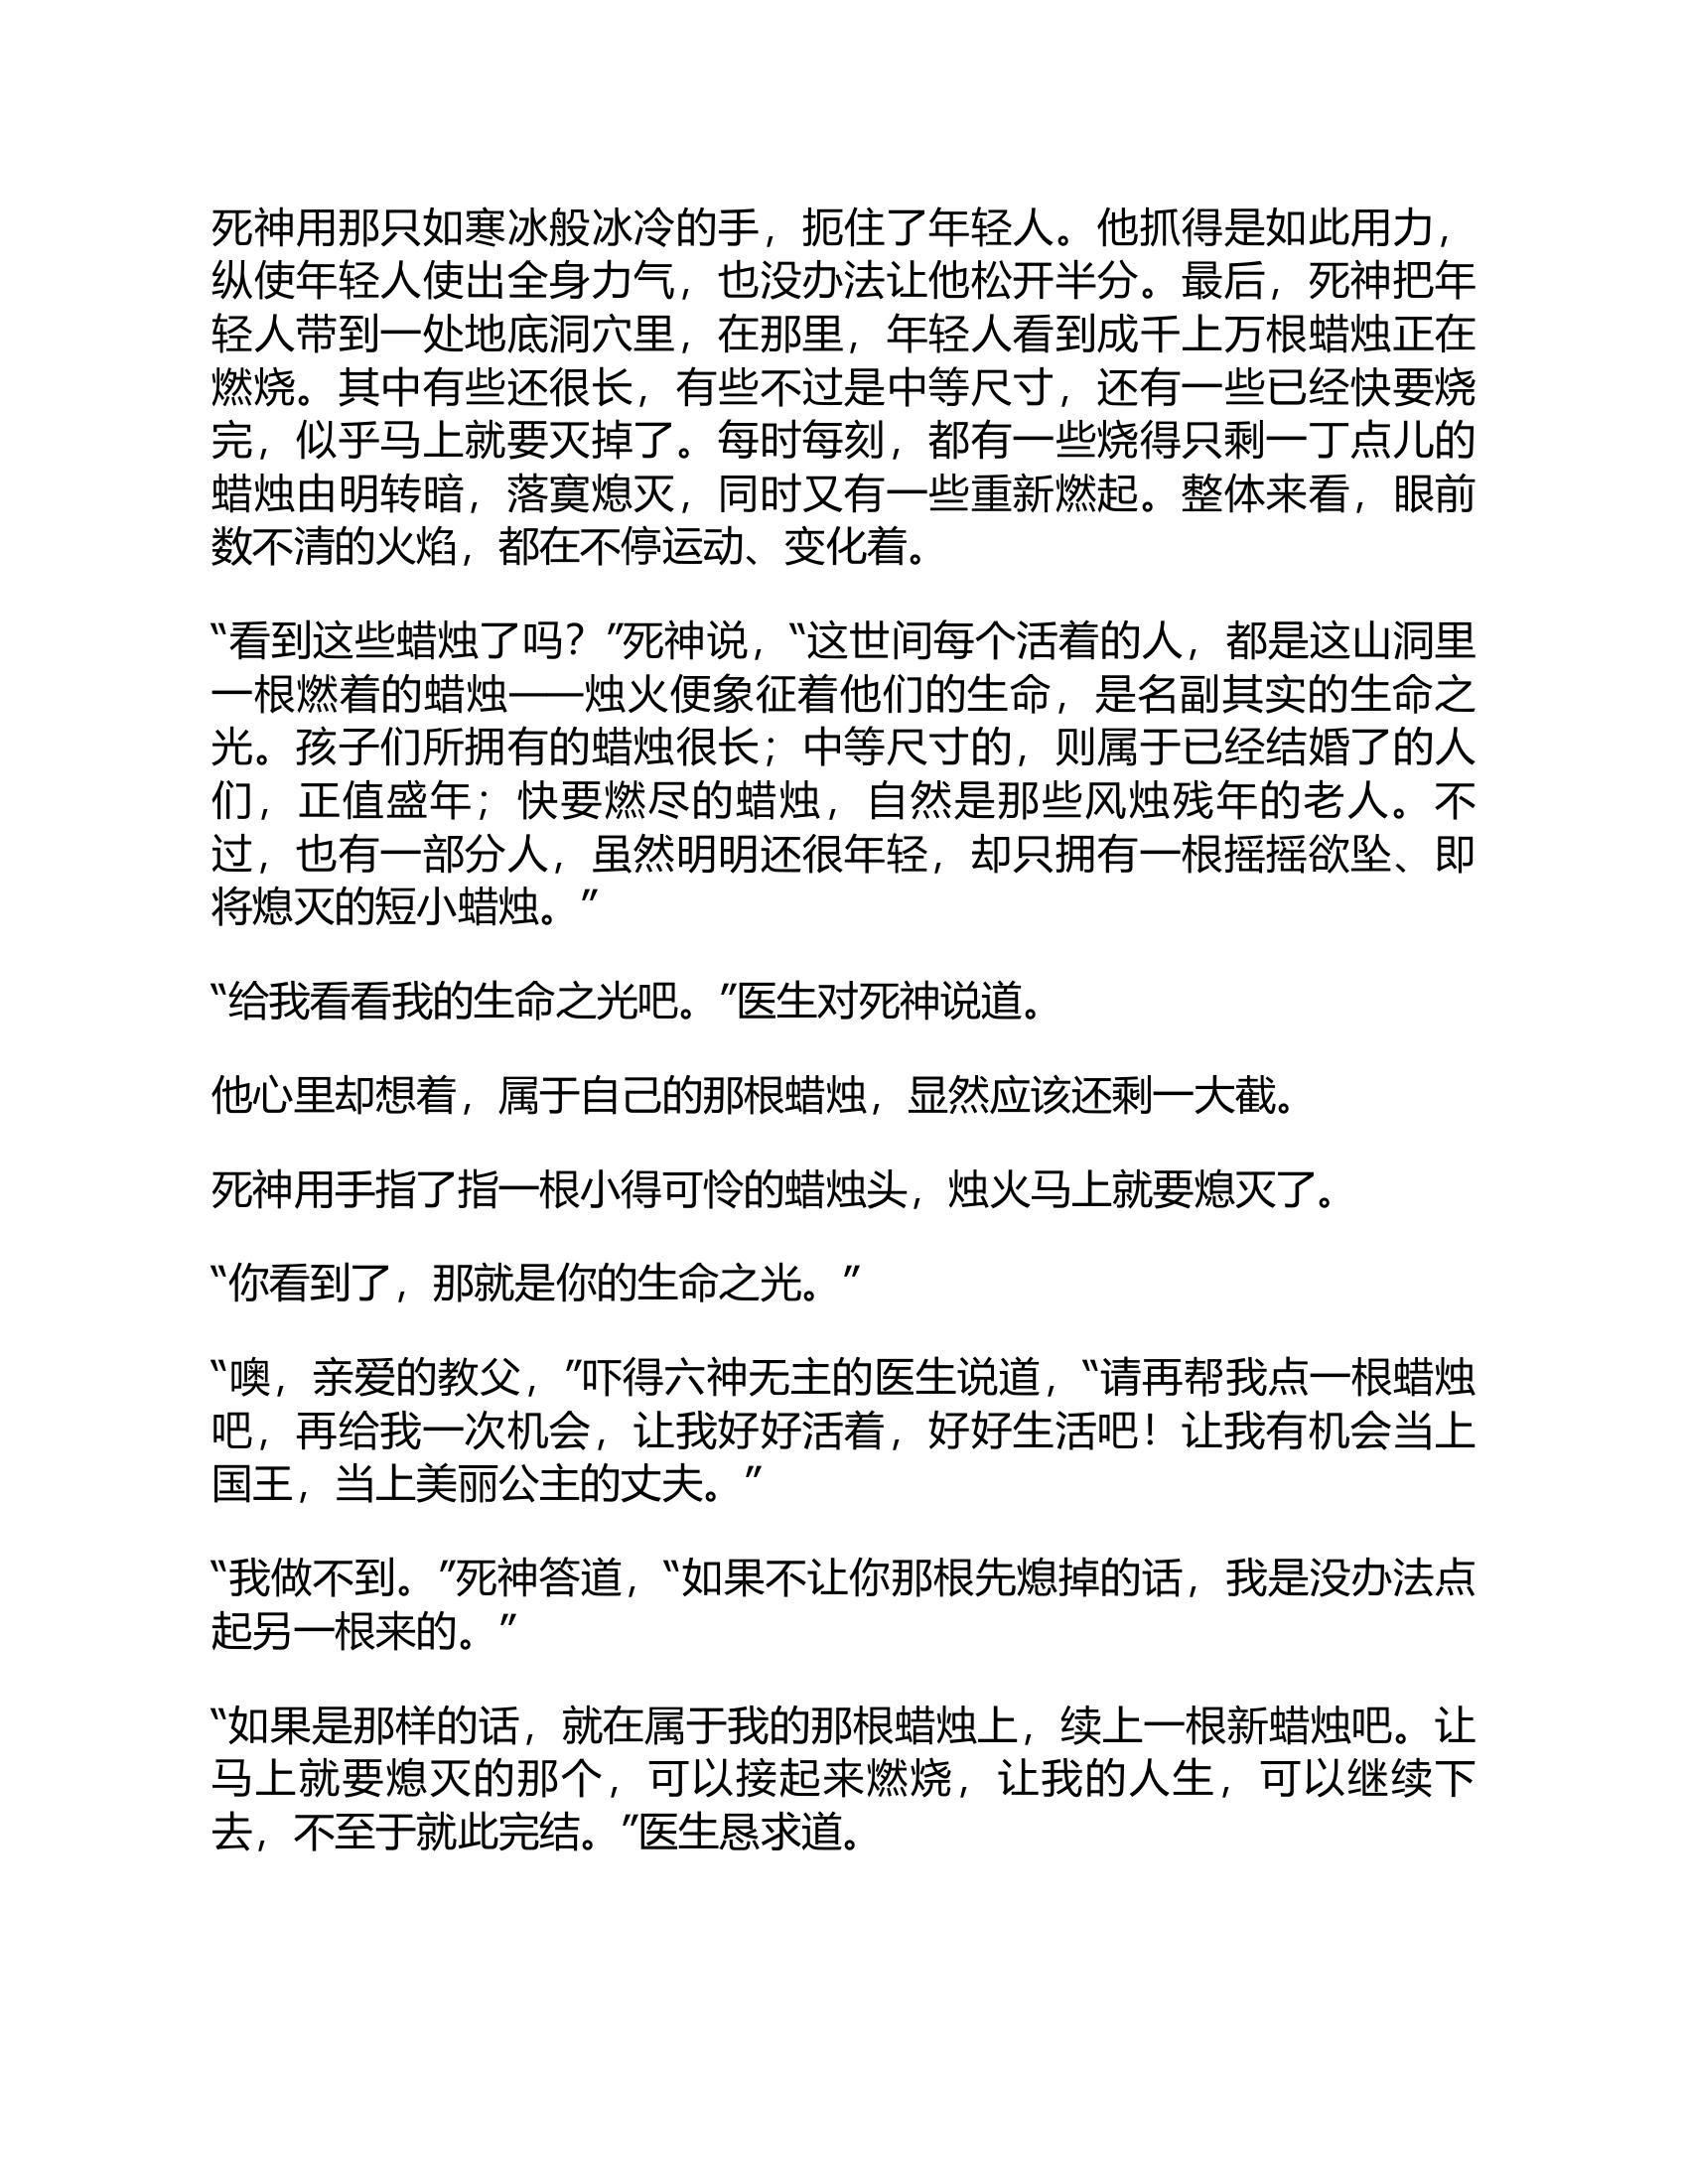 死神用那只如寒冰般冰冷的手，扼住了年轻人。他抓得是如此用力，
纵使年轻人使出全身力气，也没办法让他松开半分。最后，死神把年
轻人带到一处地底洞穴里，在那里，年轻人看到成千上万根蜡烛正在
燃烧。其中有些还很长，有些不过是中等尺寸，还有一些已经快要烧
完，似乎马上就要灭掉了。每时每刻，都有一些烧得只剩一丁点儿的
蜡烛由明转暗，落寞熄灭，同时又有一些重新燃起。整体来看，眼前
数不清的火焰，都在不停运动、变化着。
“看到这些蜡烛了吗？”死神说，“这世间每个活着的人，都是这山洞里
一根燃着的蜡烛——烛火便象征着他们的生命，是名副其实的生命之
光。孩子们所拥有的蜡烛很长；中等尺寸的，则属于已经结婚了的人
们，正值盛年；快要燃尽的蜡烛，自然是那些风烛残年的老人。不
过，也有一部分人，虽然明明还很年轻，却只拥有一根摇摇欲坠、即
将熄灭的短小蜡烛。”
“给我看看我的生命之光吧。”医生对死神说道。
他心里却想着，属于自己的那根蜡烛，显然应该还剩一大截。
死神用手指了指一根小得可怜的蜡烛头，烛火马上就要熄灭了。
“你看到了，那就是你的生命之光。”
“噢，亲爱的教父，”吓得六神无主的医生说道，“请再帮我点一根蜡烛
吧，再给我一次机会，让我好好活着，好好生活吧！让我有机会当上
国王，当上美丽公主的丈夫。”
“我做不到。”死神答道，“如果不让你那根先熄掉的话，我是没办法点
起另一根来的。”
“如果是那样的话，就在属于我的那根蜡烛上，续上一根新蜡烛吧。让
马上就要熄灭的那个，可以接起来燃烧，让我的人生，可以继续下
去，不至于就此完结。”医生恳求道。